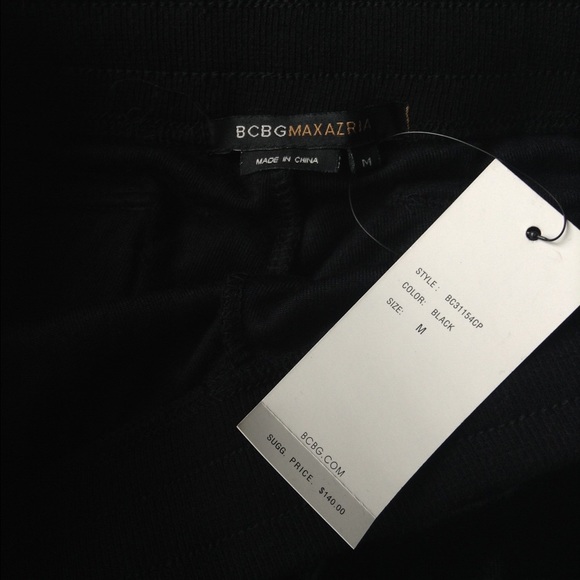 BCBGMAXAZRIA
MADE IN CHINA
M
STYLE: BC31154CP
COLOR: BLACK
SIZE: M
BCBG.COM
SUGG. PRICE. $140.00